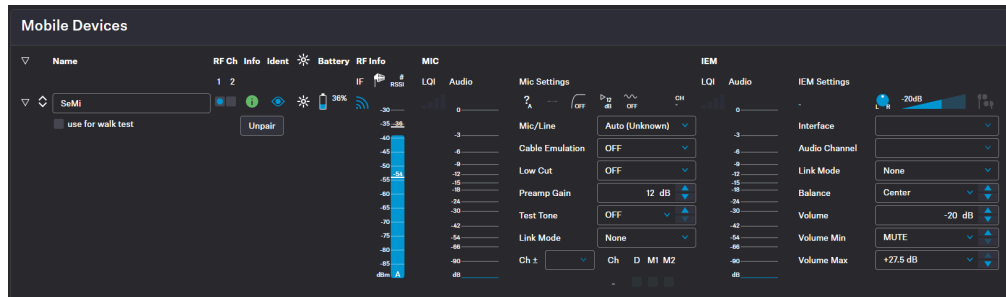 Mobile Devices
Name RF Ch Info Ident Battery RF Info MIC IEM
1 2 IF # RSSI LQI Audio Mic Settings LQI Audio IEM Settings
SeMi 36% ? A -- OFF 12 dB OFF CH - - L R -20dB
use for walk test Unpair
Mic/Line Auto (Unknown) Interface
Cable Emulation OFF Audio Channel
Low Cut OFF Link Mode None
Preamp Gain 12 dB Balance Center
Test Tone OFF Volume -20 dB
Link Mode None Volume Min MUTE
Ch ± Ch D M1 M2 Volume Max +27.5 dB
-
-30
-35 -36
-40
-45
-50
-54
-55
-60
-65
-70
-75
-80
-85
dBm A
0
-3
-6
-9
-12
-15
-18
-24
-30
-42
-54
-66
-90
dB
0
-3
-6
-9
-12
-15
-18
-24
-30
-42
-54
-66
-90
dB